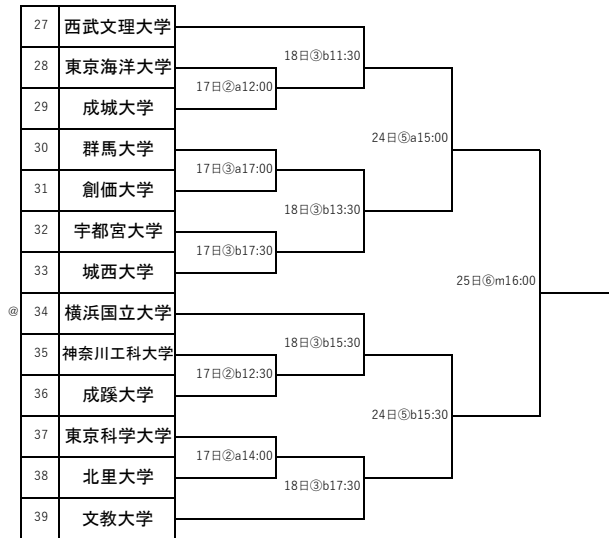 27 西武文理大学
18日③b11:30
28 東京海洋大学
17日②a12:00
29 成城大学
24日⑤a15:00
30 群馬大学
17日③a17:00
31 創価大学
18日③b13:30
32 宇都宮大学
17日③b17:30
33 城西大学
25日⑥m16:00
@ 34 横浜国立大学
18日③b15:30
35 神奈川工科大学
17日②b12:30
36 成蹊大学
24日⑤b15:30
37 東京科学大学
17日②a14:00
38 北里大学
18日③b17:30
39 文教大学